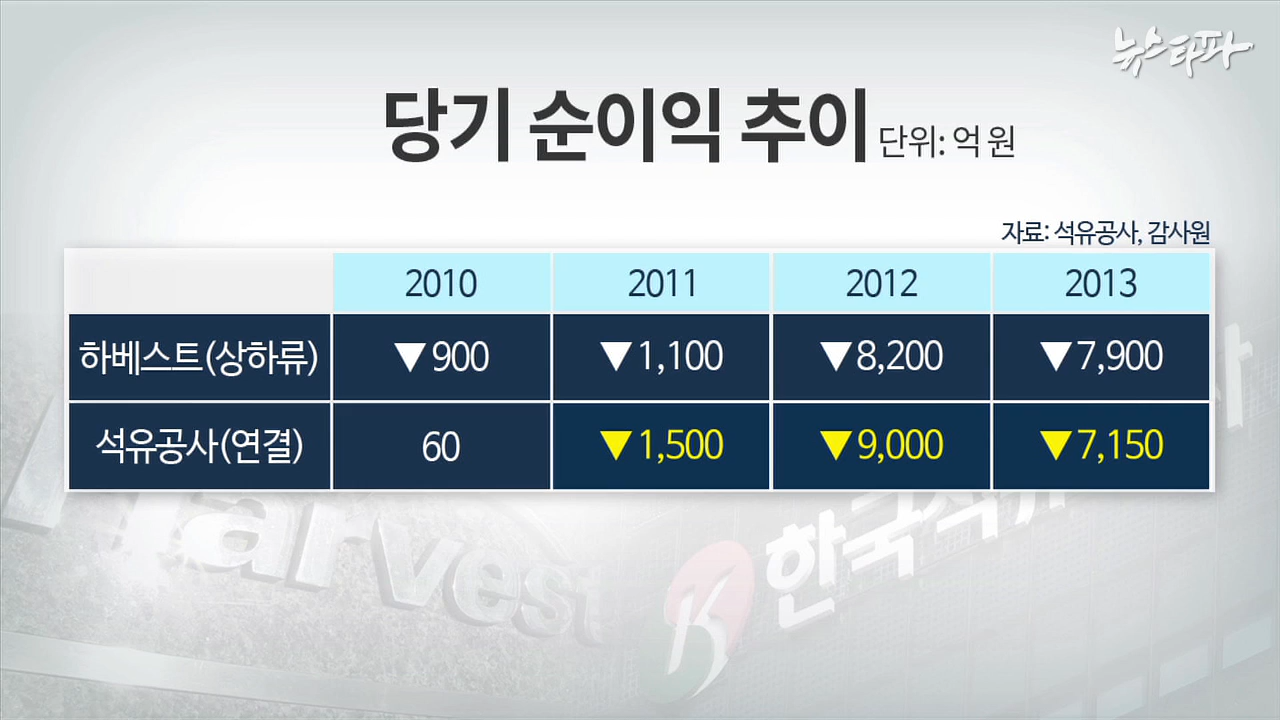 뉴스타파
당기 순이익 추이 단위: 억 원
자료: 석유공사, 감사원
2010 2011 2012 2013
하베스트(상하류) ▼900 ▼1,100 ▼8,200 ▼7,900
석유공사(연결) 60 ▼1,500 ▼9,000 ▼7,150
Harvest
한국석유
사